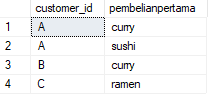 customer_id pembelianpertama
1 A curry
2 A sushi
3 B curry
4 C ramen